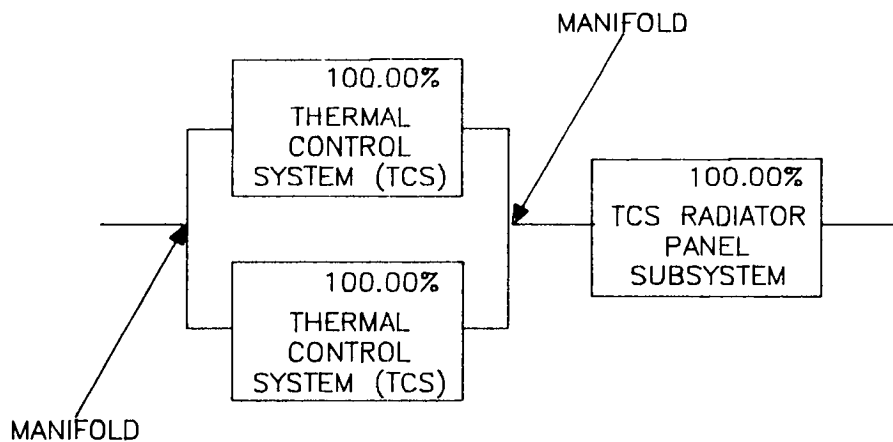 MANIFOLD
100.00%
THERMAL
CONTROL
SYSTEM (TCS)
100.00%
TCS RADIATOR
PANEL
SUBSYSTEM
100.00%
THERMAL
CONTROL
SYSTEM (TCS)
MANIFOLD